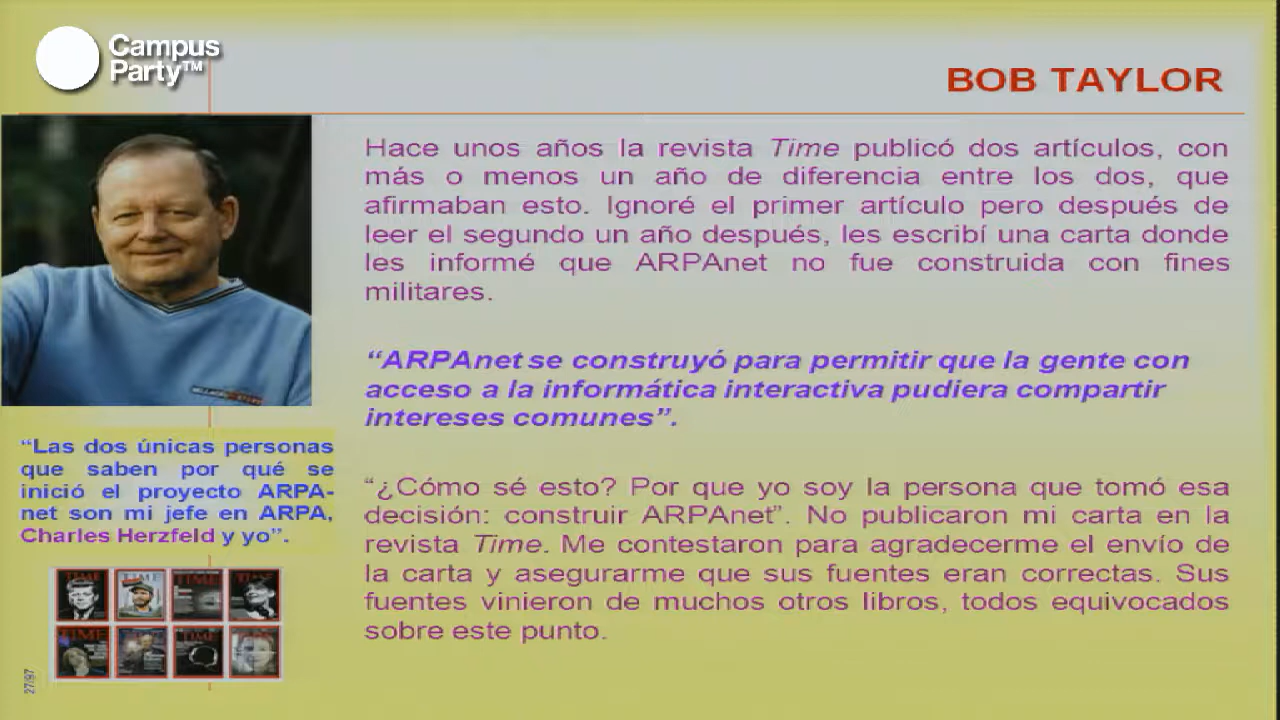 Campus
Party™
BOB TAYLOR
Hace unos años la revista Time publicó dos artículos, con
más o menos un año de diferencia entre los dos, que
afirmaban esto. Ignoré el primer artículo pero después de
leer el segundo un año después, les escribí una carta donde
les informé que ARPAnet no fue construida con fines
militares.
“ARPAnet se construyó para permitir que la gente con
acceso a la informática interactiva pudiera compartir
intereses comunes”.
“¿Cómo sé esto? Por que yo soy la persona que tomó esa
decisión: construir ARPAnet”. No publicaron mi carta en la
revista Time. Me contestaron para agradecerme el envío de
la carta y asegurarme que sus fuentes eran correctas. Sus
fuentes vinieron de muchos otros libros, todos equivocados
sobre este punto.
“Las dos únicas personas
que saben por qué se
inició el proyecto ARPA-
net son mi jefe en ARPA,
Charles Herzfeld y yo”.
TIME
TIME
TIME
TIME
TIME
TIME
27/97